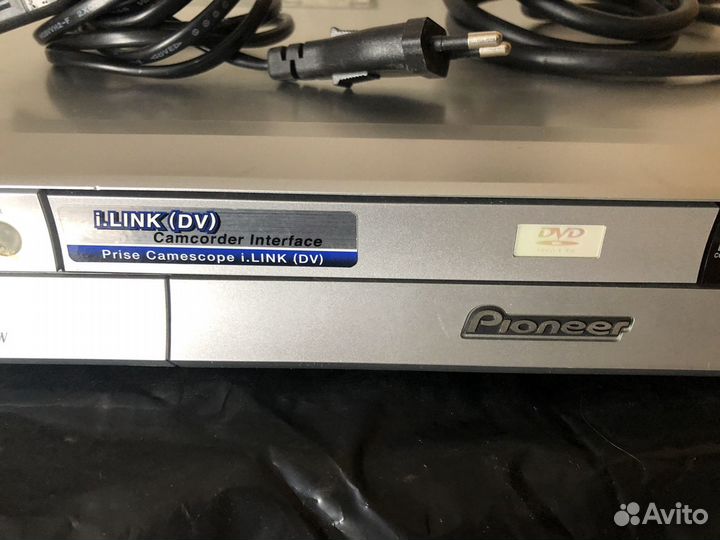 i.LINK (DV)
Camcorder Interface
Prise Camescope i.LINK (DV)
DVD
Pioneer
W
Avito